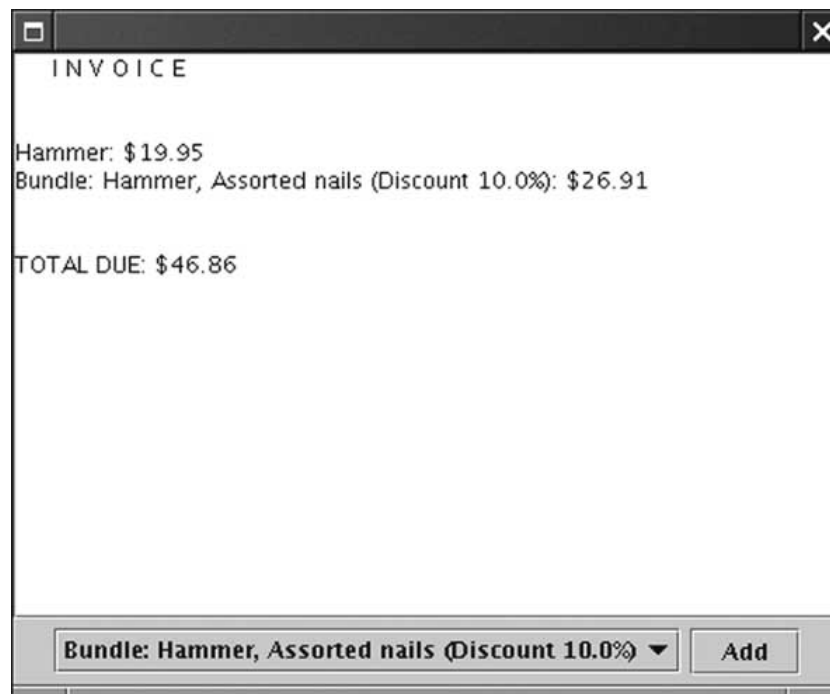 I N V O I C E
Hammer: $19.95
Bundle: Hammer, Assorted nails (Discount 10.0%): $26.91
TOTAL DUE: $46.86
Bundle: Hammer, Assorted nails (Discount 10.0%)
Add